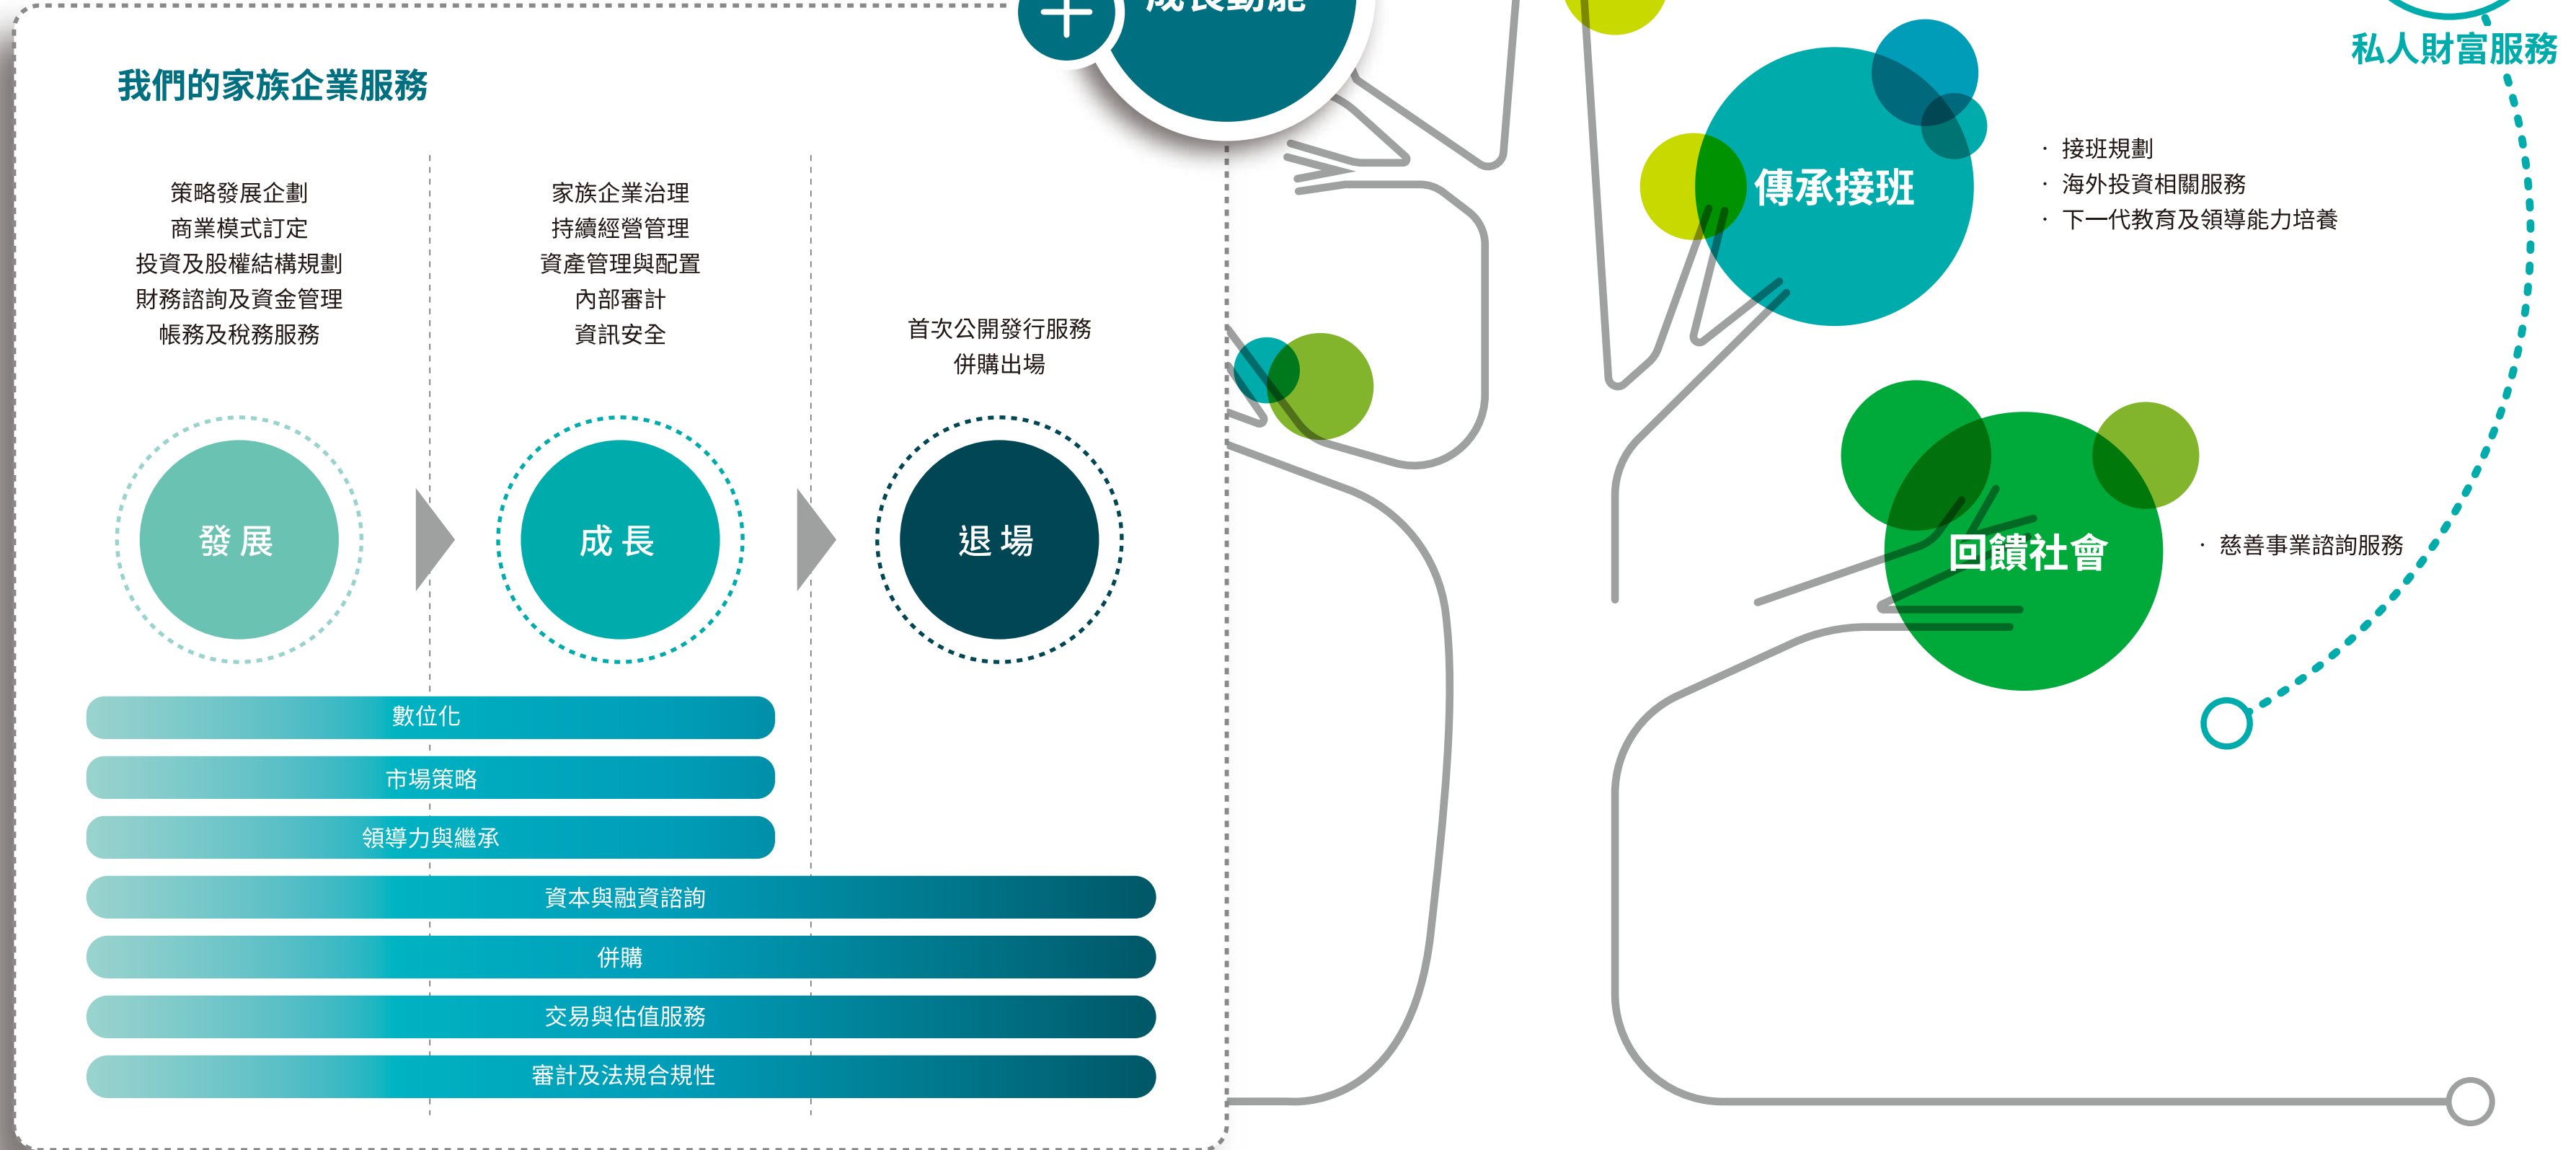 成長動能
私人財富服務
我們的家族企業服務
策略發展企劃
商業模式訂定
投資及股權結構規劃
財務諮詢及資金管理
帳務及稅務服務
家族企業治理
持續經營管理
資產管理與配置
內部審計
資訊安全
首次公開發行服務
併購出場
發展
成長
退場
數位化
市場策略
領導力與繼承
資本與融資諮詢
併購
交易與估值服務
審計及法規合規性
傳承接班
· 接班規劃
· 海外投資相關服務
· 下一代教育及領導能力培養
回饋社會
· 慈善事業諮詢服務